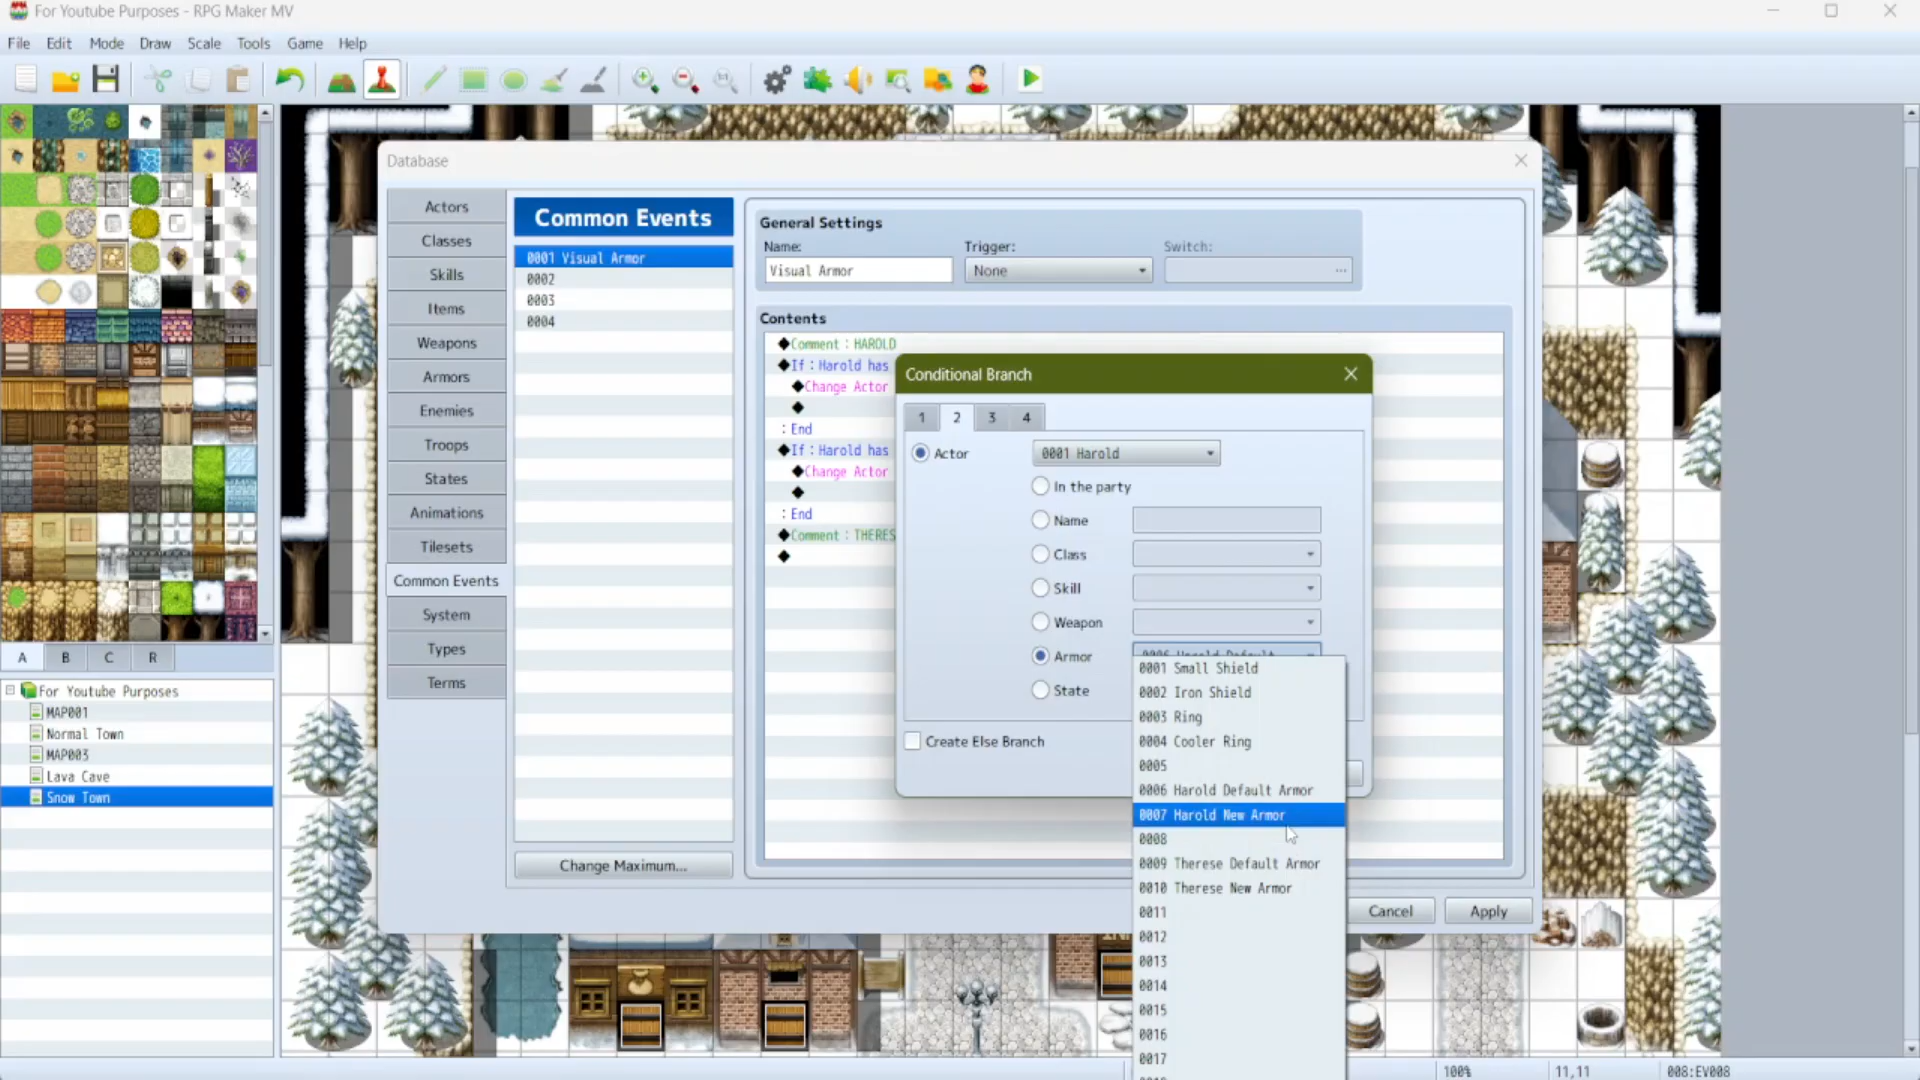 For Youtube Purposes - RPG Maker MV
File Edit Mode Draw Scale Tools Game Help
Database
Actors
Classes
Skills
Items
Weapons
Armors
Enemies
Troops
States
Animations
Tilesets
Common Events
System
Types
Terms
Common Events
0001 Visual Armor
0002
0003
0004
Change Maximum...
General Settings
Name:
Trigger:
Switch:
Visual Armor
None
...
Contents
◆Comment：HAROLD
◆If：Harold has
◆Change Actor
◆
：End
◆If：Harold has
◆Change Actor
◆
：End
◆Comment：THERES
◆
Conditional Branch
1 2 3 4
Actor
0001 Harold
In the party
Name
Class
Skill
Weapon
Armor
0006 Harold Default
State
Create Else Branch
0001 Small Shield
0002 Iron Shield
0003 Ring
0004 Cooler Ring
0005
0006 Harold Default Armor
0007 Harold New Armor
0008
0009 Therese Default Armor
0010 Therese New Armor
0011
0012
0013
0014
0015
0016
0017
Cancel
Apply
A B C R
For Youtube Purposes
MAP001
Normal Town
MAP003
Lava Cave
Snow Town
100%
11,11
008:EV008